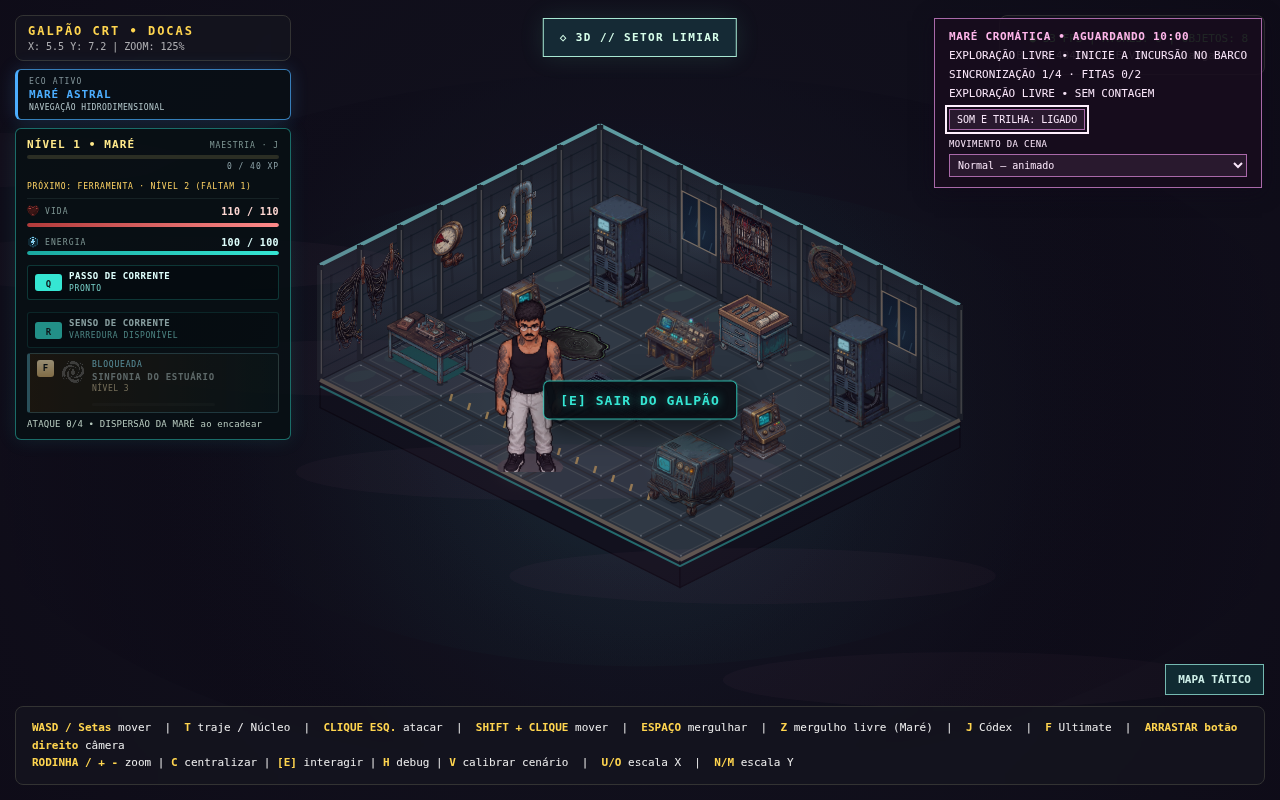 GALPÃO CRT • DOCAS
X: 5.5 Y: 7.2 | ZOOM: 125%
ECO ATIVO
MARÉ ASTRAL
NAVEGAÇÃO HIDRODIMENSIONAL
NÍVEL 1 • MARÉ
MAESTRIA · J
0 / 40 XP
PRÓXIMO: FERRAMENTA · NÍVEL 2 (FALTAM 1)
VIDA 110 / 110
ENERGIA 100 / 100
Q PASSO DE CORRENTE
PRONTO
R SENSO DE CORRENTE
VARREDURA DISPONÍVEL
F BLOQUEADA
SINFONIA DO ESTUÁRIO
NÍVEL 3
ATAQUE 0/4 • DISPERSÃO DA MARÉ ao encadear
◇ 3D // SETOR LIMIAR
MARÉ CROMÁTICA • AGUARDANDO 10:00
EXPLORAÇÃO LIVRE • INICIE A INCURSÃO NO BARCO
SINCRONIZAÇÃO 1/4 · FITAS 0/2
EXPLORAÇÃO LIVRE • SEM CONTAGEM
SOM E TRILHA: LIGADO
MOVIMENTO DA CENA
Normal — animado
[E] SAIR DO GALPÃO
MAPA TÁTICO
WASD / Setas mover | T traje / Núcleo | CLIQUE ESQ. atacar | SHIFT + CLIQUE mover | ESPAÇO mergulhar | Z mergulho livre (Maré) | J Códex | F Ultimate | ARRASTAR botão
direito câmera
RODINHA / + - zoom | C centralizar | [E] interagir | H debug | V calibrar cenário | U/O escala X | N/M escala Y